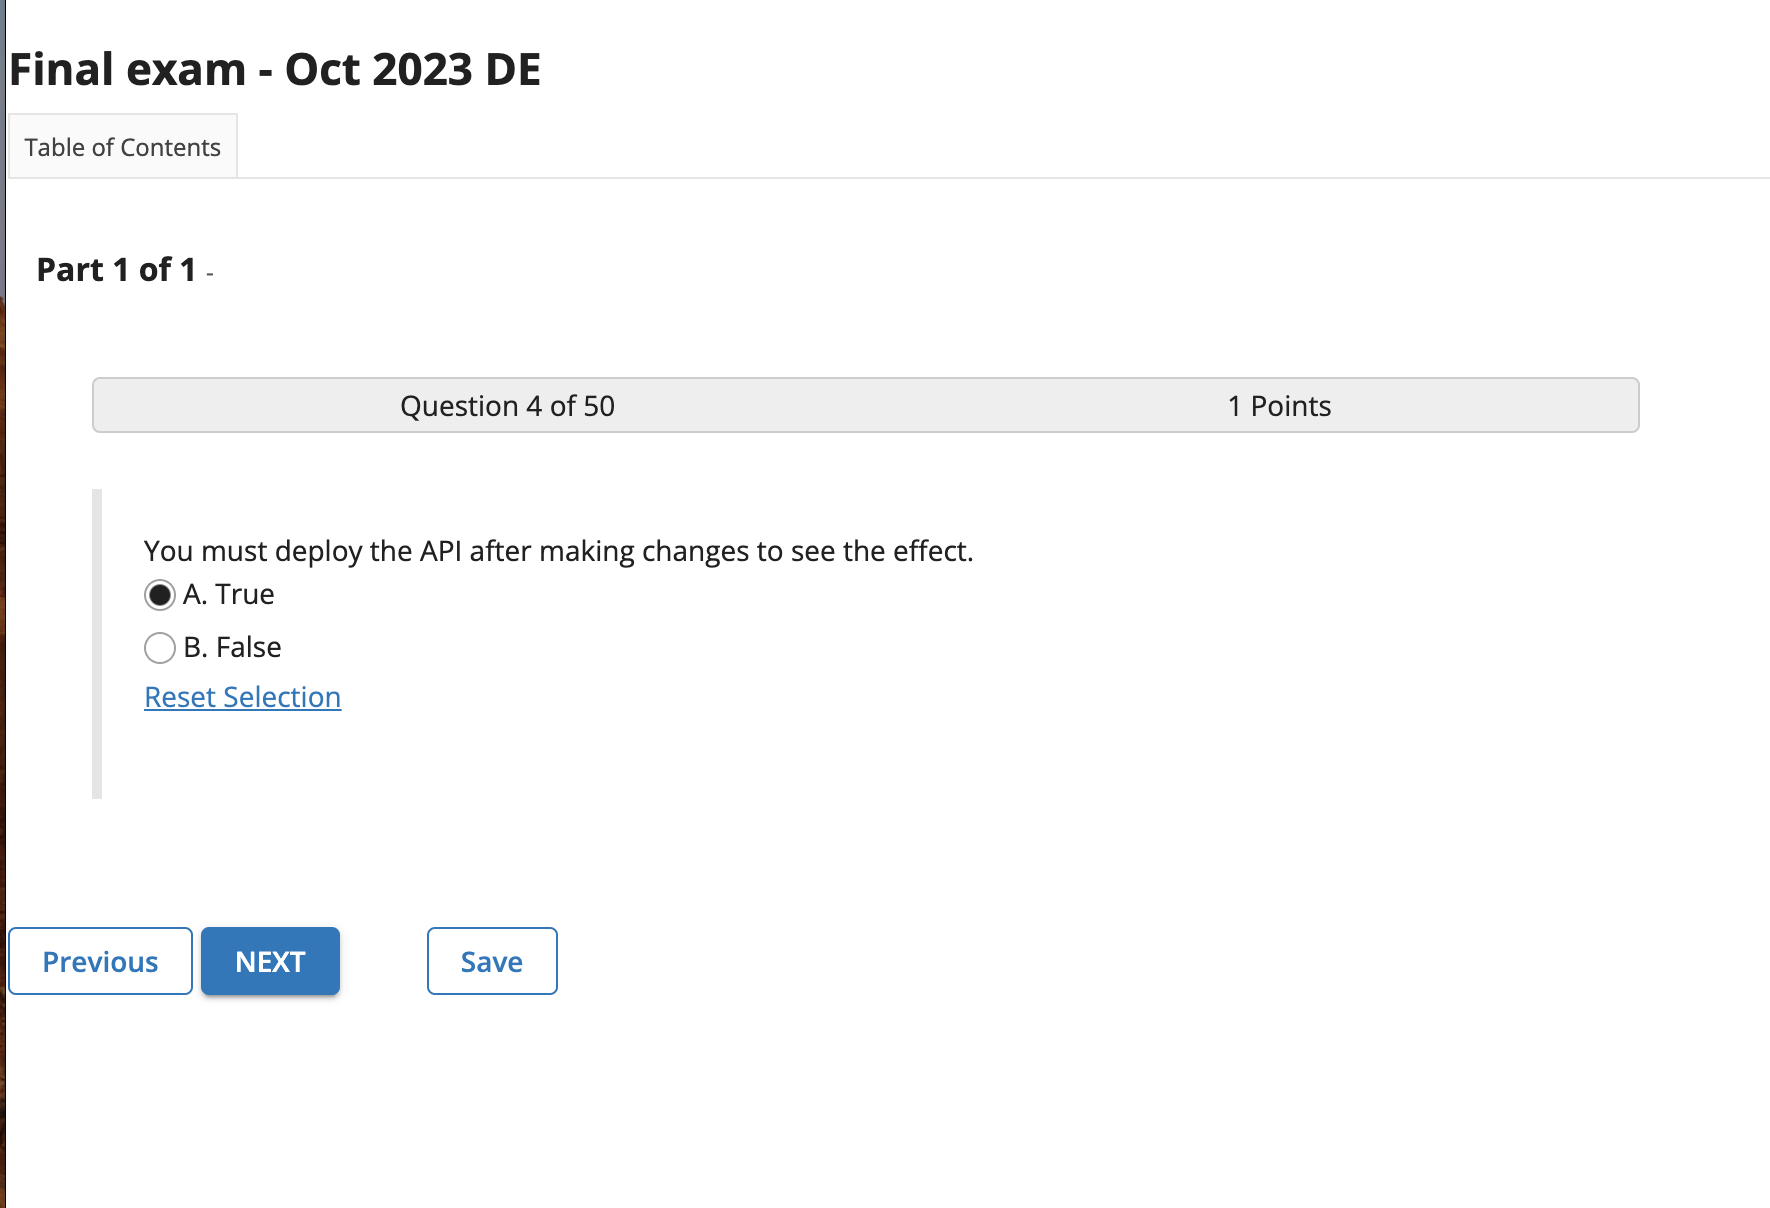 Final exam - Oct 2023 DE
Table of Contents
Part 1 of 1 -
Question 4 of 50 1 Points
You must deploy the API after making changes to see the effect.
A. True
B. False
Reset Selection
Previous NEXT Save